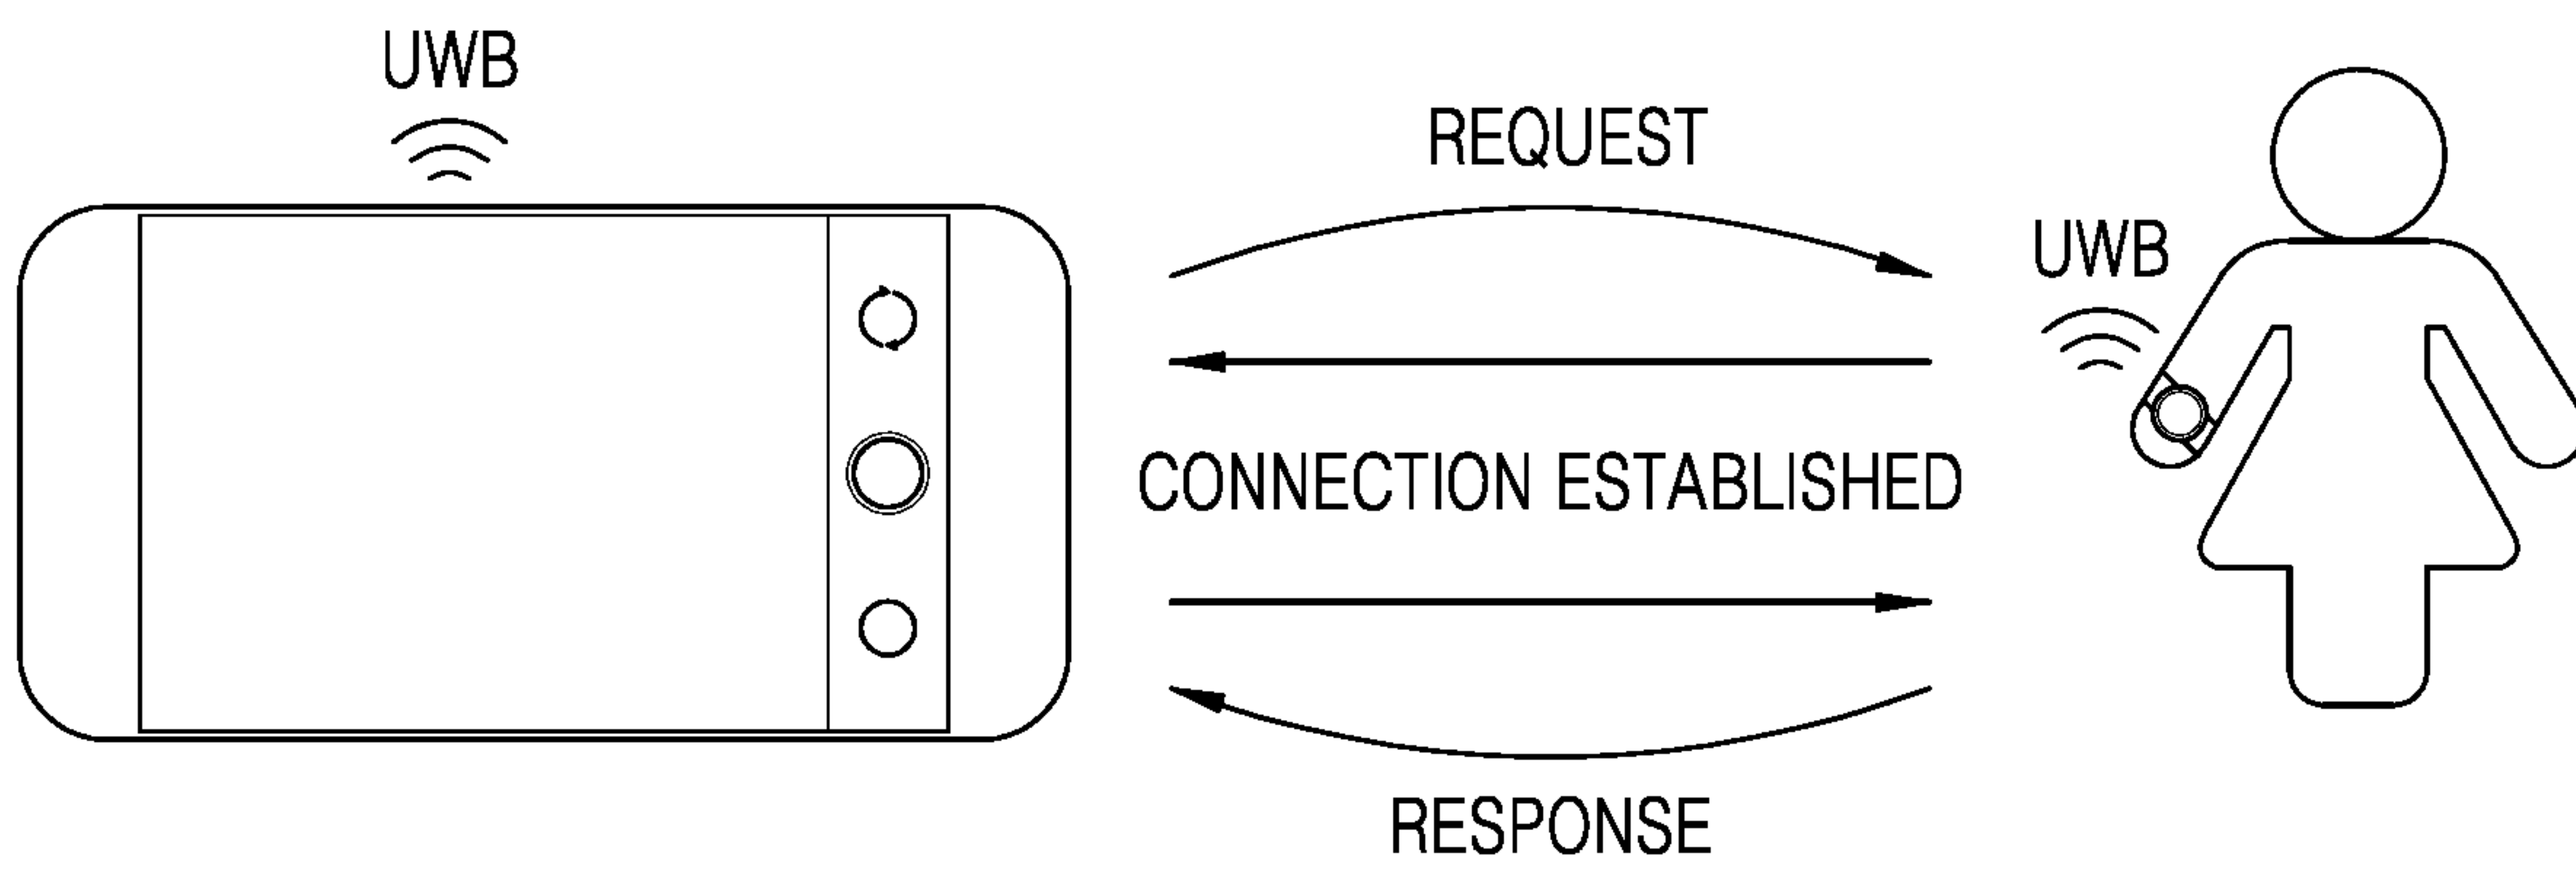 UWB
REQUEST
UWB
CONNECTION ESTABLISHED
RESPONSE